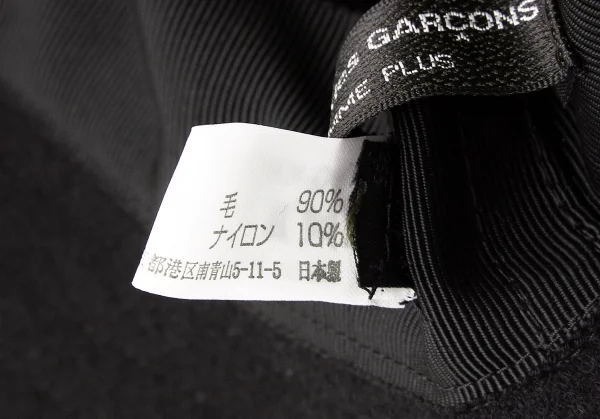 ES GARCONS
ME PLUS
毛 90%
ナイロン 10%
都港区南青山5-11-5 日本製